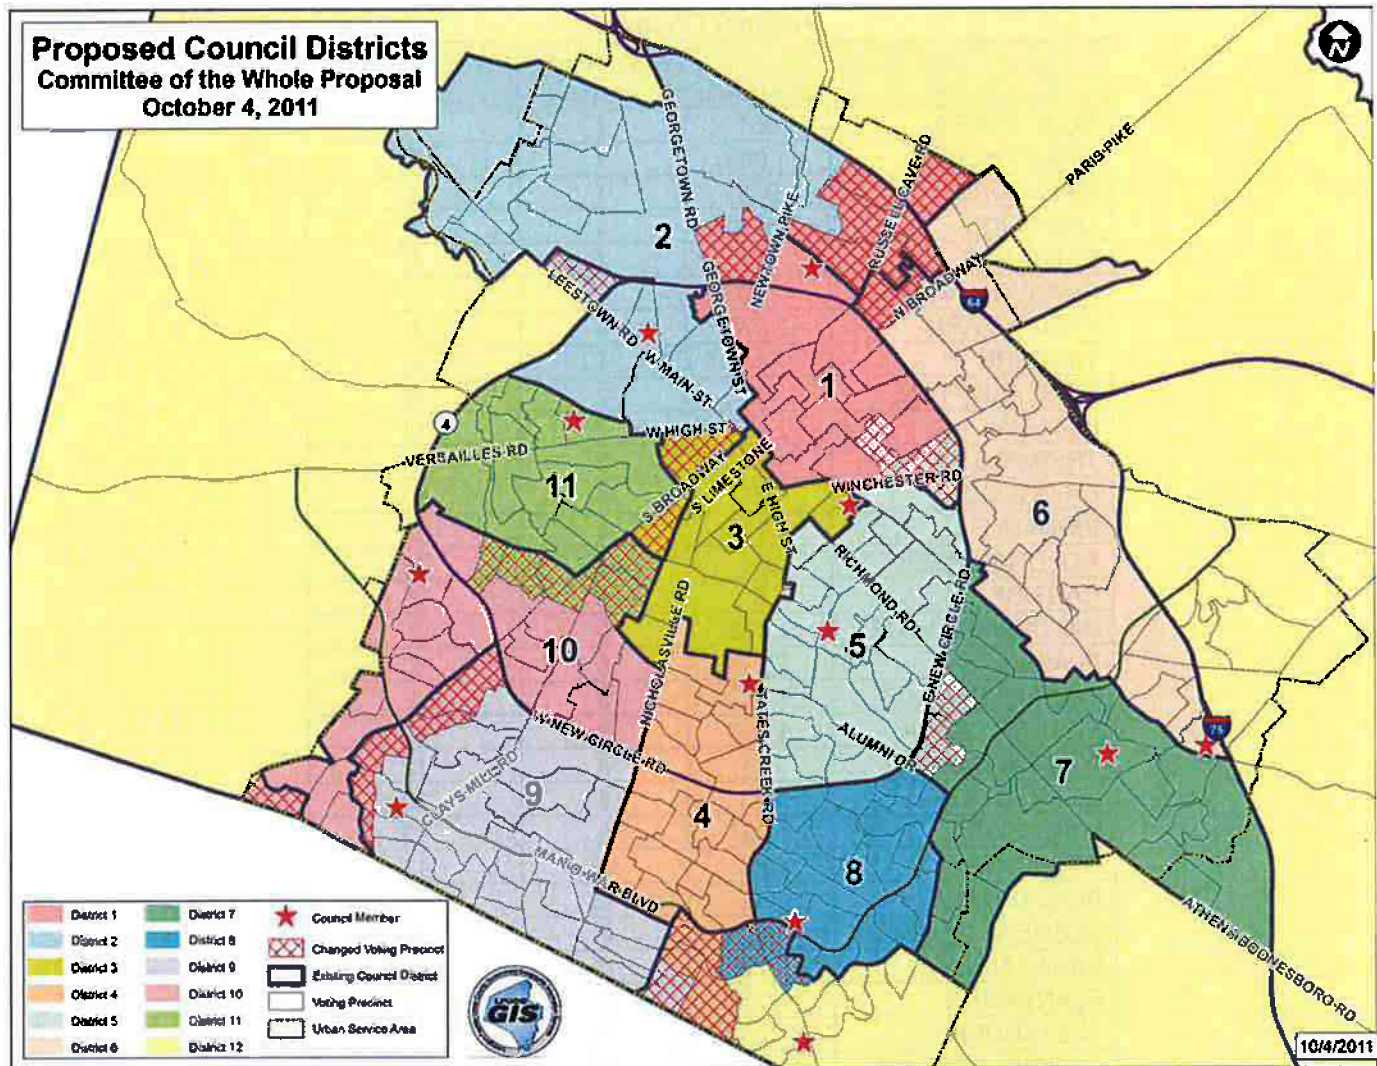 Proposed Council Districts
Committee of the Whole Proposal
October 4, 2011
N
GEORGETOWN RD
NEWTOWN PIKE
RUSSELL CAVE RD
PARIS PIKE
2
LEESTOWN RD
GEORGETOWN ST
N BROADWAY
64
W MAIN ST
1
4
W HIGH ST
VERSAILLES RD
S BROADWAY
S LIMESTONE
WINCHESTER RD
11
E HIGH ST
3
6
RICHMOND RD
E NEW CIRCLE RD
NICHOLASVILLE RD
10
5
TATES CREEK RD
W NEW CIRCLE RD
ALUMNI DR
75
CLAYS MILL RD
9
7
4
MAN O WAR BLVD
8
ATHENS BOONESBORO RD
District 1
District 2
District 3
District 4
District 5
District 6
District 7
District 8
District 9
District 10
District 11
District 12
Council Member
Changed Voting Precinct
Existing Council District
Voting Precinct
Urban Service Area
LFUCG
GIS
10/4/2011